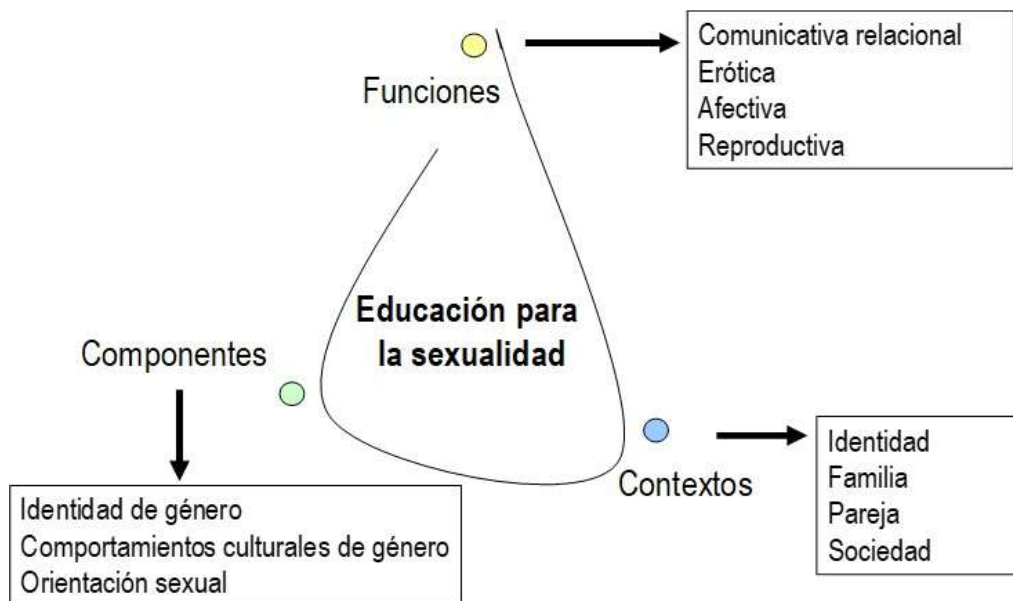 Funciones
Comunicativa relacional
Erótica
Afectiva
Reproductiva
Educación para
la sexualidad
Componentes
Identidad de género
Comportamientos culturales de género
Orientación sexual
Contextos
Identidad
Familia
Pareja
Sociedad